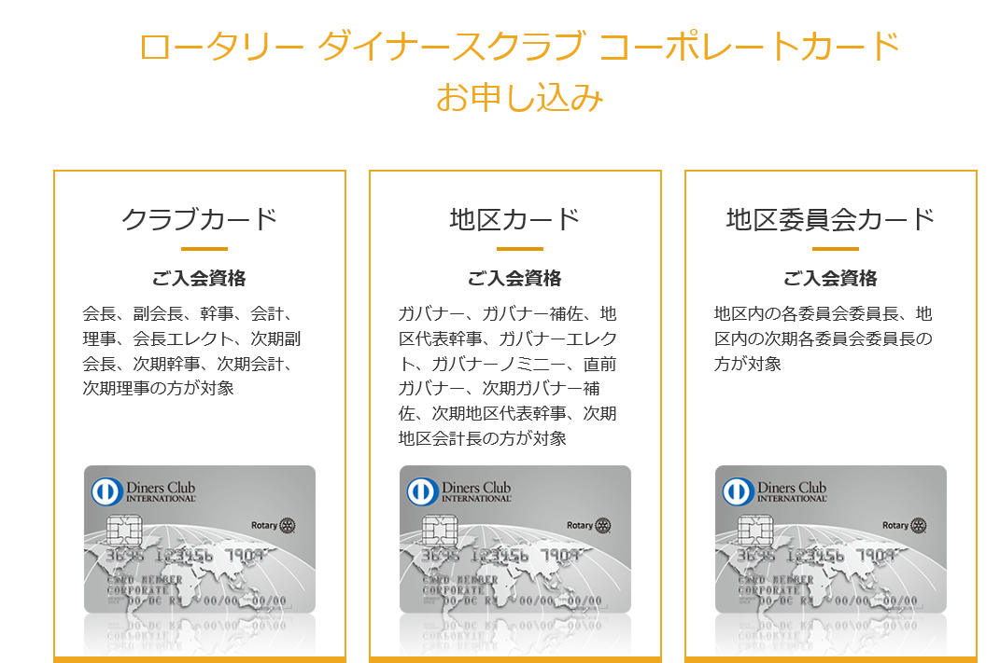 ロータリー ダイナースクラブ コーポレートカード
お申し込み
クラブカード
ご入会資格
会長、副会長、幹事、会計、
理事、会長エレクト、次期副
会長、次期幹事、次期会計、
次期理事の方が対象
Diners Club
INTERNATIONAL
Rotary
3695 123456 7909
CARD MEMBER
CORPORATE
00/00 00/00
地区カード
ご入会資格
ガバナー、ガバナー補佐、地
区代表幹事、ガバナーエレク
ト、ガバナーノミニー、直前
ガバナー、次期ガバナー補
佐、次期地区代表幹事、次期
地区会計長の方が対象
Diners Club
INTERNATIONAL
Rotary
3695 123456 7909
CARD MEMBER
CORPORATE
00/00 00/00
地区委員会カード
ご入会資格
地区内の各委員会委員長、地
区内の次期各委員会委員長の
方が対象
Diners Club
INTERNATIONAL
Rotary
3695 123456 7909
CARD MEMBER
CORPORATE
00/00 00/00